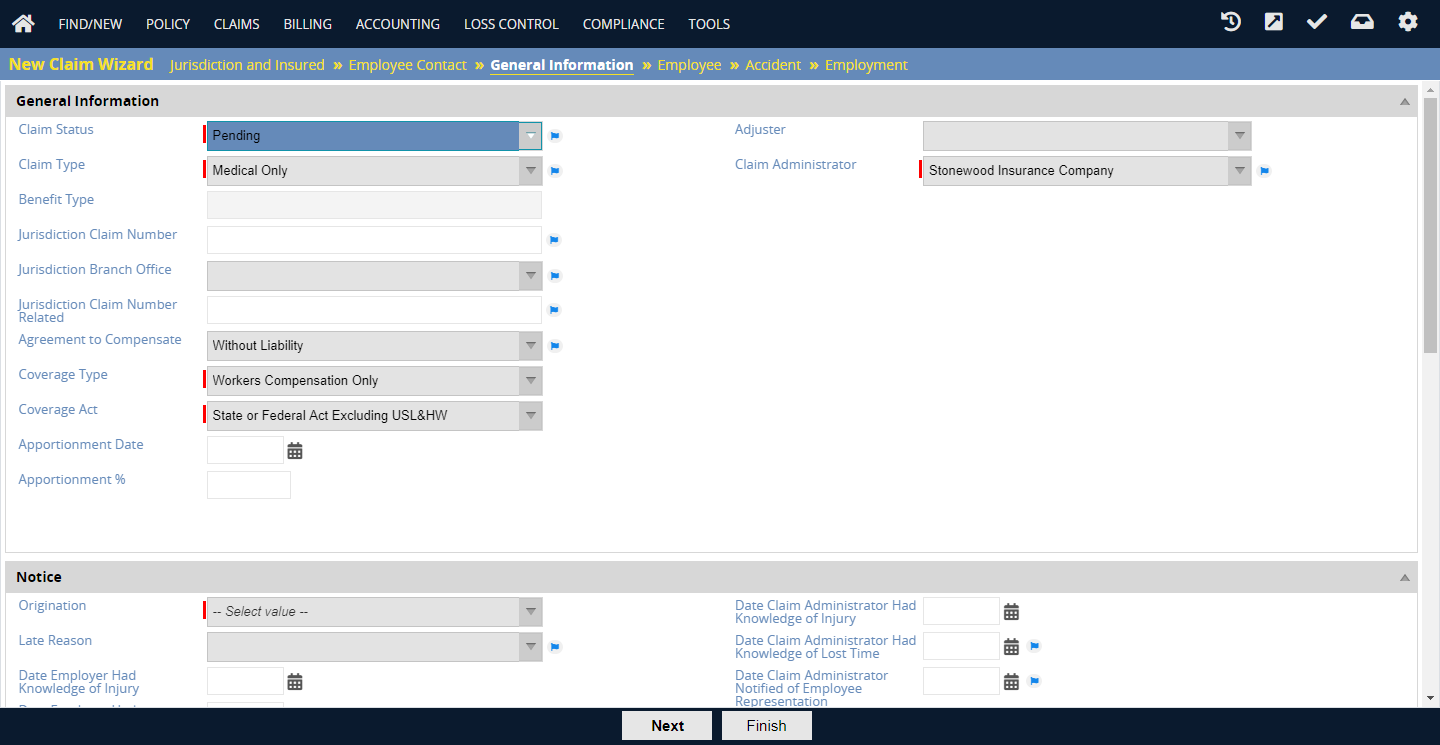 FIND/NEW POLICY CLAIMS BILLING ACCOUNTING LOSS CONTROL COMPLIANCE TOOLS
New Claim Wizard Jurisdiction and Insured » Employee Contact » General Information » Employee » Accident » Employment
General Information
Claim Status Pending Adjuster
Claim Type Medical Only Claim Administrator Stonewood Insurance Company
Benefit Type
Jurisdiction Claim Number
Jurisdiction Branch Office
Jurisdiction Claim Number
Related
Agreement to Compensate Without Liability
Coverage Type Workers Compensation Only
Coverage Act State or Federal Act Excluding USL&HW
Apportionment Date
Apportionment %
Notice
Origination -- Select value -- Date Claim Administrator Had
Knowledge of Injury
Late Reason Date Claim Administrator Had
Knowledge of Lost Time
Date Employer Had Date Claim Administrator
Knowledge of Injury Notified of Employee
Representation
Next Finish